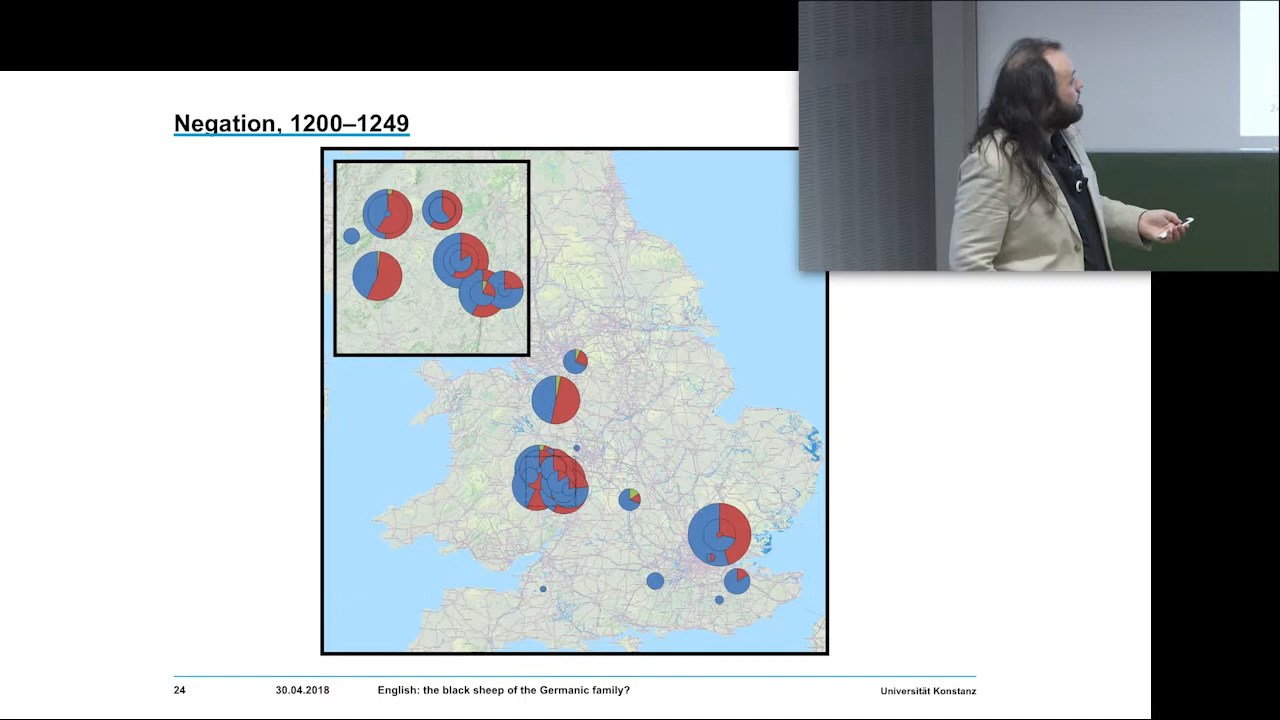 Negation, 1200–1249
24
30.04.2018
English: the black sheep of the Germanic family?
Universität Konstanz